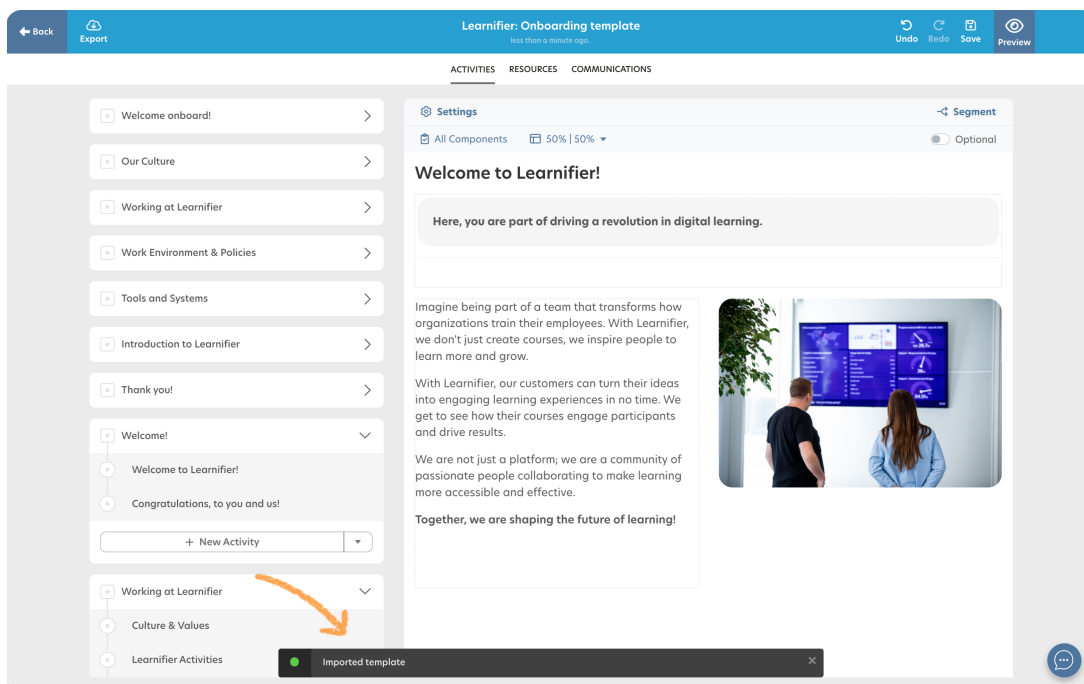 Back
Export
Learnifier: Onboarding template
less than a minute ago.
Undo
Redo
Save
Preview
ACTIVITIES RESOURCES COMMUNICATIONS
Welcome onboard!
Our Culture
Working at Learnifier
Work Environment & Policies
Tools and Systems
Introduction to Learnifier
Thank you!
Welcome!
Welcome to Learnifier!
Congratulations, to you and us!
+ New Activity
Working at Learnifier
Culture & Values
Learnifier Activities
Settings
Segment
All Components
50% | 50%
Optional
Welcome to Learnifier!
Here, you are part of driving a revolution in digital learning.
Imagine being part of a team that transforms how
organizations train their employees. With Learnifier,
we don't just create courses, we inspire people to
learn more and grow.
With Learnifier, our customers can turn their ideas
into engaging learning experiences in no time. We
get to see how their courses engage participants
and drive results.
We are not just a platform; we are a community of
passionate people collaborating to make learning
more accessible and effective.
Together, we are shaping the future of learning!
Imported template